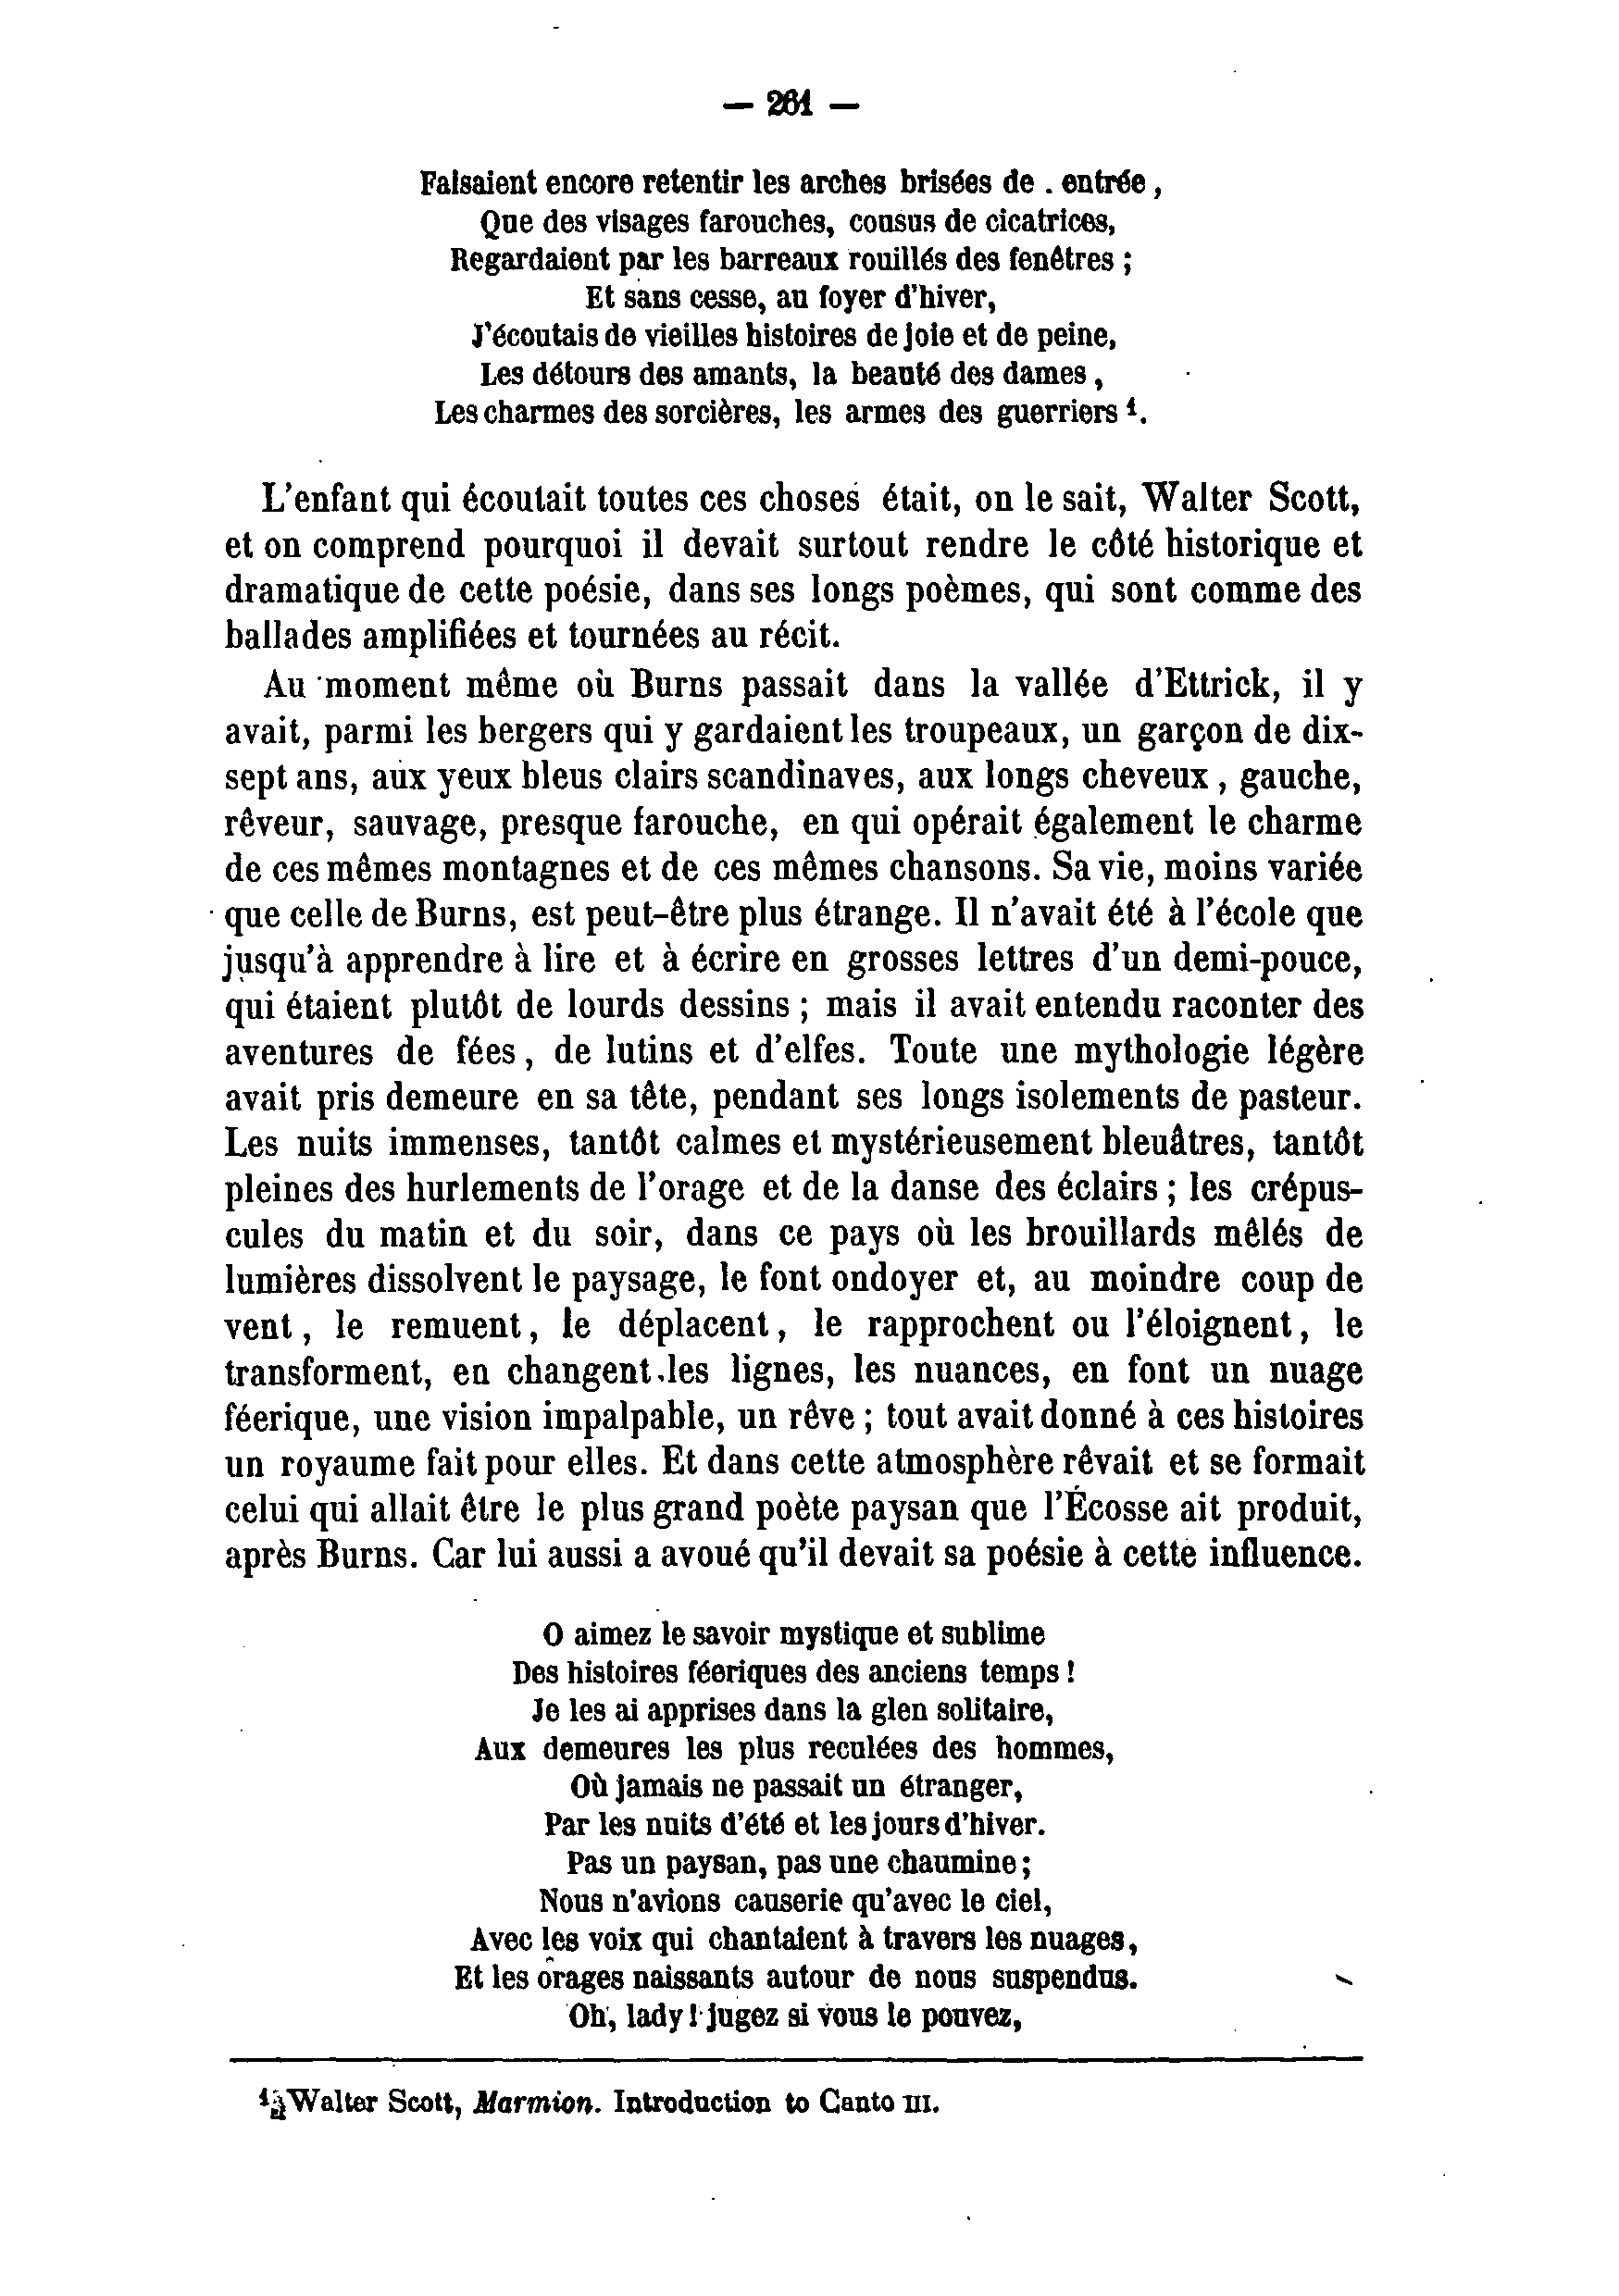 — 261 —
Faisaient encore retentir les arches brisées de . entrée,
Que des visages farouches, cousus de cicatrices,
Regardaient par les barreaux rouillés des fenêtres ;
Et sans cesse, au foyer d'hiver,
J'écoutais de vieilles histoires de joie et de peine,
Les détours des amants, la beauté des dames,
Les charmes des sorcières, les armes des guerriers ¹.
L'enfant qui écoutait toutes ces choses était, on le sait, Walter Scott,
et on comprend pourquoi il devait surtout rendre le côté historique et
dramatique de cette poésie, dans ses longs poèmes, qui sont comme des
ballades amplifiées et tournées au récit.
Au moment même où Burns passait dans la vallée d'Ettrick, il y
avait, parmi les bergers qui y gardaient les troupeaux, un garçon de dix-
sept ans, aux yeux bleus clairs scandinaves, aux longs cheveux, gauche,
rêveur, sauvage, presque farouche, en qui opérait également le charme
de ces mêmes montagnes et de ces mêmes chansons. Sa vie, moins variée
que celle de Burns, est peut-être plus étrange. Il n'avait été à l'école que
jusqu'à apprendre à lire et à écrire en grosses lettres d'un demi-pouce,
qui étaient plutôt de lourds dessins ; mais il avait entendu raconter des
aventures de fées, de lutins et d'elfes. Toute une mythologie légère
avait pris demeure en sa tête, pendant ses longs isolements de pasteur.
Les nuits immenses, tantôt calmes et mystérieusement bleuâtres, tantôt
pleines des hurlements de l'orage et de la danse des éclairs ; les crépus-
cules du matin et du soir, dans ce pays où les brouillards mêlés de
lumières dissolvent le paysage, le font ondoyer et, au moindre coup de
vent, le remuent, le déplacent, le rapprochent ou l'éloignent, le
transforment, en changent les lignes, les nuances, en font un nuage
féerique, une vision impalpable, un rêve ; tout avait donné à ces histoires
un royaume fait pour elles. Et dans cette atmosphère rêvait et se formait
celui qui allait être le plus grand poète paysan que l'Écosse ait produit,
après Burns. Car lui aussi a avoué qu'il devait sa poésie à cette influence.
O aimez le savoir mystique et sublime
Des histoires féeriques des anciens temps !
Je les ai apprises dans la glen solitaire,
Aux demeures les plus reculées des hommes,
Où jamais ne passait un étranger,
Par les nuits d'été et les jours d'hiver.
Pas un paysan, pas une chaumine ;
Nous n'avions causerie qu'avec le ciel,
Avec les voix qui chantaient à travers les nuages,
Et les orages naissants autour de nous suspendus.
Oh, lady ! jugez si vous le pouvez,
¹ Walter Scott, Marmion. Introduction to Canto III.